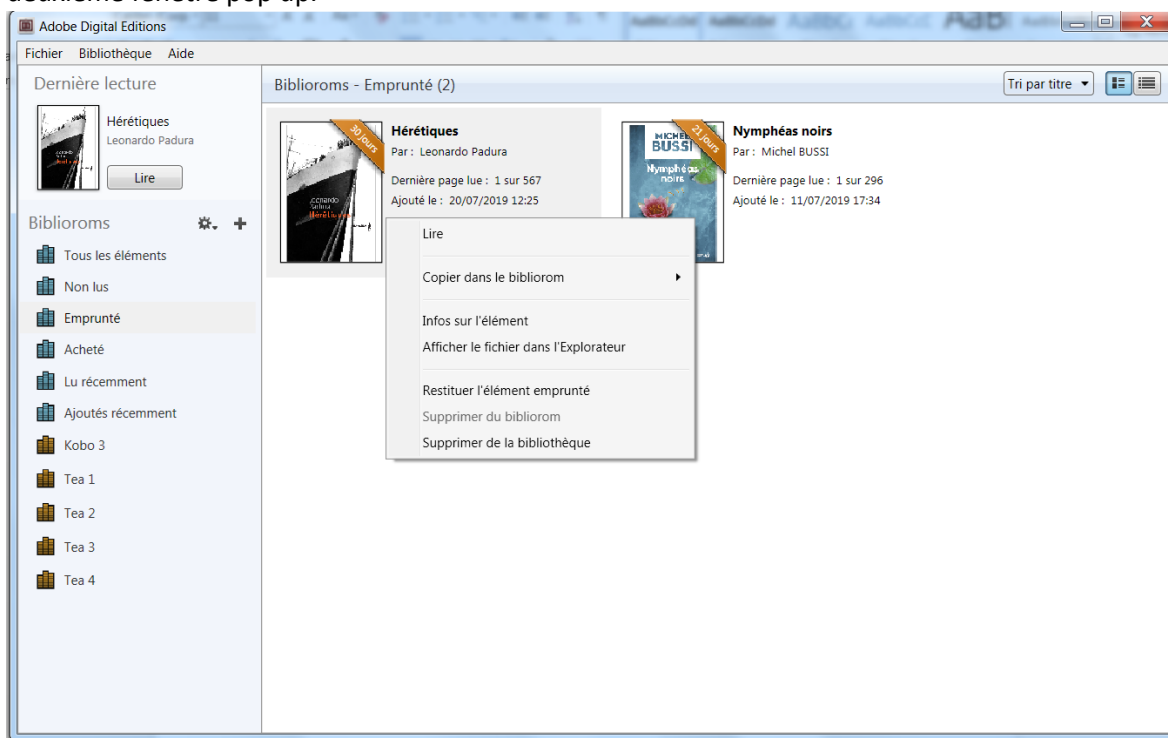 deuxième fenêtre pop-up.
Adobe Digital Editions
Fichier Bibliothèque Aide
Dernière lecture
Hérétiques
Leonardo Padura
Lire
Biblioroms
Tous les éléments
Non lus
Emprunté
Acheté
Lu récemment
Ajoutés récemment
Kobo 3
Tea 1
Tea 2
Tea 3
Tea 4
Biblioroms - Emprunté (2)
Tri par titre
30 jours
Hérétiques
Par : Leonardo Padura
Dernière page lue : 1 sur 567
Ajouté le : 20/07/2019 12:25
21 jours
MICHEL
BUSSI
Nymphéas
noirs
Nymphéas noirs
Par : Michel BUSSI
Dernière page lue : 1 sur 296
Ajouté le : 11/07/2019 17:34
Lire
Copier dans le bibliorom
Infos sur l'élément
Afficher le fichier dans l'Explorateur
Restituer l'élément emprunté
Supprimer du bibliorom
Supprimer de la bibliothèque